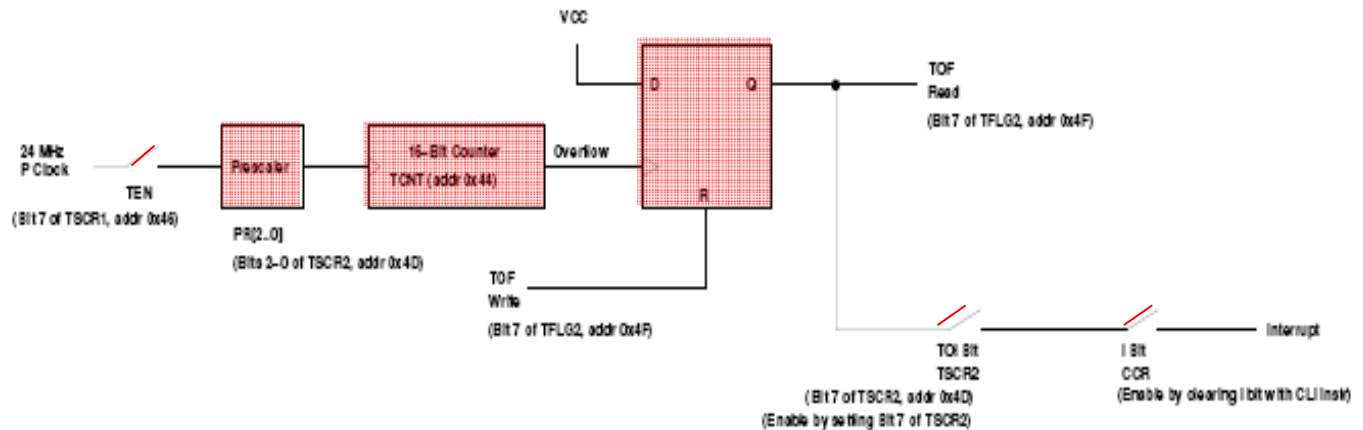 VCC
D
Q
TOF
Read
(Bit 7 of TFLG2, addr 0x4F)
24 MHz
P Clock
TEN
(Bit 7 of TSCR1, addr 0x46)
Prescaler
PR[2..0]
(Bits 2-0 of TSCR2, addr 0x4D)
16-Bit Counter
TCNT (addr 0x44)
Overflow
R
TOF
Write
(Bit 7 of TFLG2, addr 0x4F)
TOI Bit
TSCR2
(Bit 7 of TSCR2, addr 0x4D)
(Enable by setting Bit 7 of TSCR2)
I Bit
CCR
(Enable by clearing I bit with CLI instr)
Interrupt